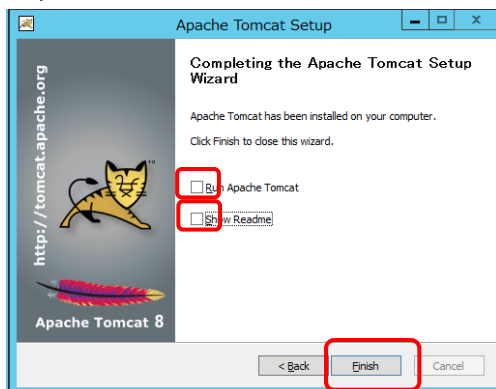 Apache Tomcat Setup
Completing the Apache Tomcat Setup
Wizard
Apache Tomcat has been installed on your computer.
Click Finish to close this wizard.
Run Apache Tomcat
Show Readme
http://tomcat.apache.org
TM
Apache Tomcat 8
< Back
Finish
Cancel